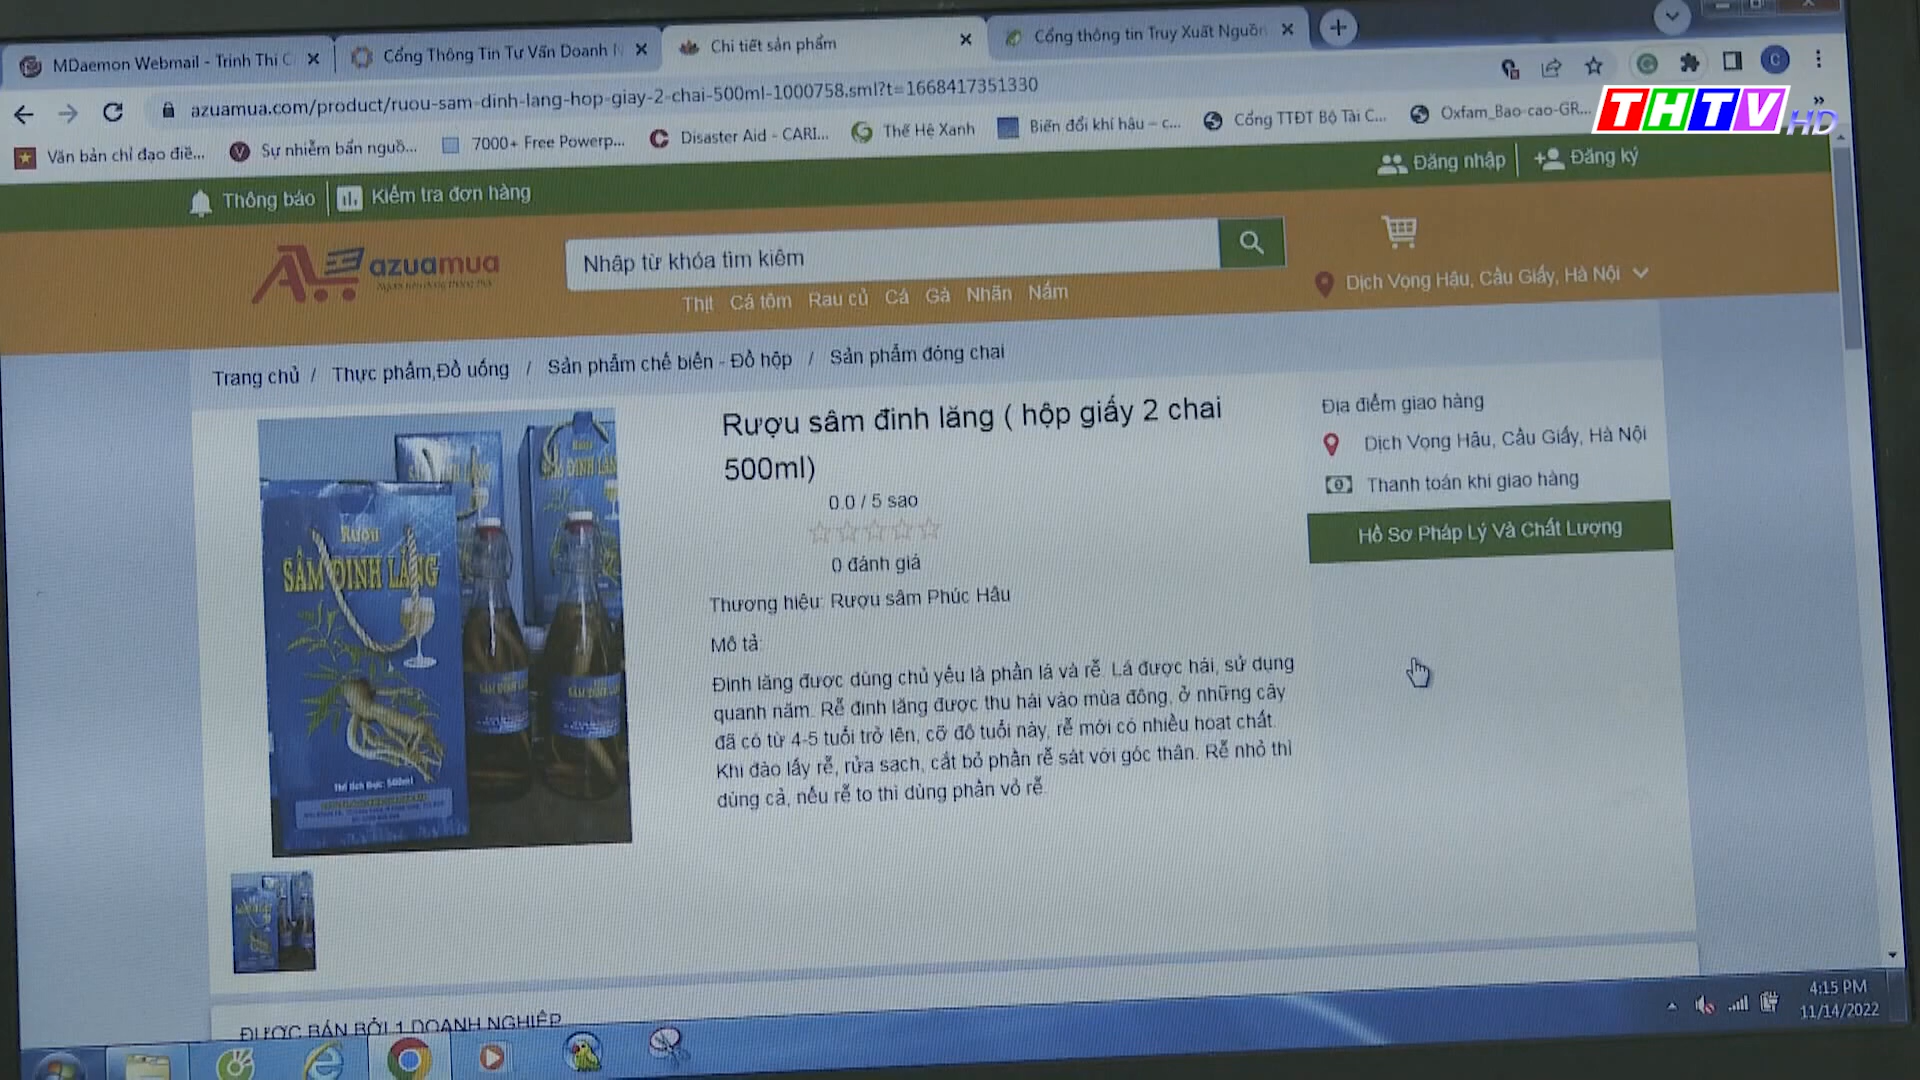 MDaemon Webmail - Trinh Thi C
Cổng Thông Tin Tư Vấn Doanh N
Chi tiết sản phẩm
Cổng thông tin Truy Xuất Nguồn
azuamua.com/product/ruou-sam-dinh-lang-hop-giay-2-chai-500ml-1000758.sml?t=1668417351330
THTV HD
Văn bản chỉ đạo điề...
Sự nhiễm bẩn nguồ...
7000+ Free Powerp...
Disaster Aid - CARI...
Thế Hệ Xanh
Biến đổi khí hậu – c...
Cổng TTĐT Bộ Tài C...
Oxfam_Bao-cao-GR...
Thông báo
Kiểm tra đơn hàng
Đăng nhập
Đăng ký
azuamua
Nhập từ khóa tìm kiếm
Thịt Cá tôm Rau củ Cá Gà Nhãn Nấm
Dịch Vọng Hậu, Cầu Giấy, Hà Nội
Trang chủ / Thực phẩm,Đồ uống / Sản phẩm chế biến - Đồ hộp / Sản phẩm đóng chai
Rượu
SÂM ĐINH LĂNG
Thể tích thực: 500ml
Rượu sâm đinh lăng ( hộp giấy 2 chai
500ml)
0.0 / 5 sao
0 đánh giá
Thương hiệu: Rượu sâm Phúc Hậu
Mô tả:
Đinh lăng được dùng chủ yếu là phần lá và rễ. Lá được hái, sử dụng
quanh năm. Rễ đinh lăng được thu hái vào mùa đông, ở những cây
đã có từ 4-5 tuổi trở lên, cỡ độ tuổi này, rễ mới có nhiều hoạt chất.
Khi đào lấy rễ, rửa sạch, cắt bỏ phần rễ sát với gốc thân. Rễ nhỏ thì
dùng cả, nếu rễ to thì dùng phần vỏ rễ.
Địa điểm giao hàng
Dịch Vọng Hậu, Cầu Giấy, Hà Nội
Thanh toán khi giao hàng
Hồ Sơ Pháp Lý Và Chất Lượng
ĐƯỢC BÁN BỞI 1 DOANH NGHIỆP
4:15 PM
11/14/2022